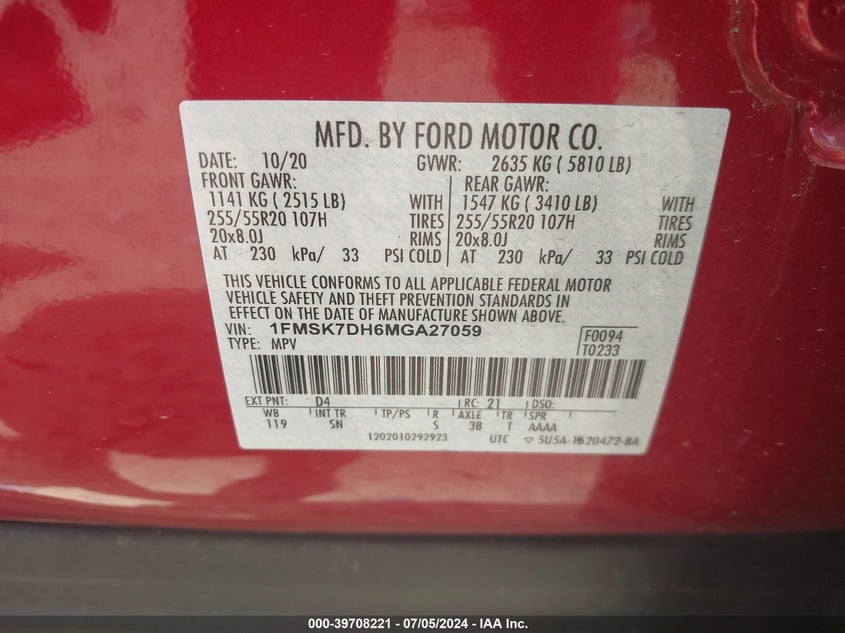 MFD. BY FORD MOTOR CO.
DATE: 10/20 GVWR: 2635 KG ( 5810 LB)
FRONT GAWR: REAR GAWR:
1141 KG ( 2515 LB) WITH 1547 KG ( 3410 LB) WITH
255/55R20 107H TIRES 255/55R20 107H TIRES
20x8.0J RIMS 20x8.0J RIMS
AT 230 kPa/ 33 PSI COLD AT 230 kPa/ 33 PSI COLD
THIS VEHICLE CONFORMS TO ALL APPLICABLE FEDERAL MOTOR
VEHICLE SAFETY AND THEFT PREVENTION STANDARDS IN
EFFECT ON THE DATE OF MANUFACTURE SHOWN ABOVE.
VIN: 1FMSK7DH6MGA27059 F0094
TYPE: MPV T0233
EXT PNT: D4 RC: 21 DSO:
WB INT TR TP/PS R AXLE TR SPR
119 SN S 3B T AAAA
1202010292923 UTC
000-39708221 - 07/05/2024 - IAA Inc.